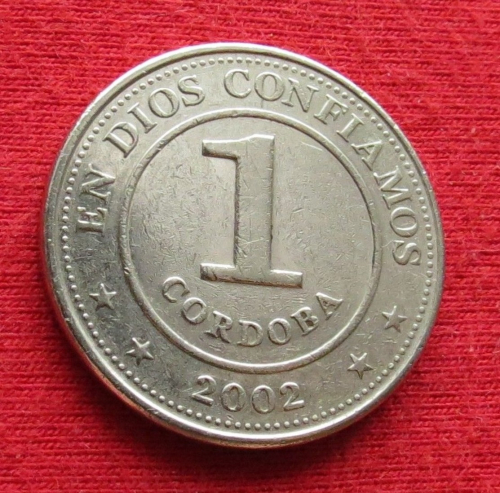 EN DIOS CONFIAMOS
1
CORDOBA
2002